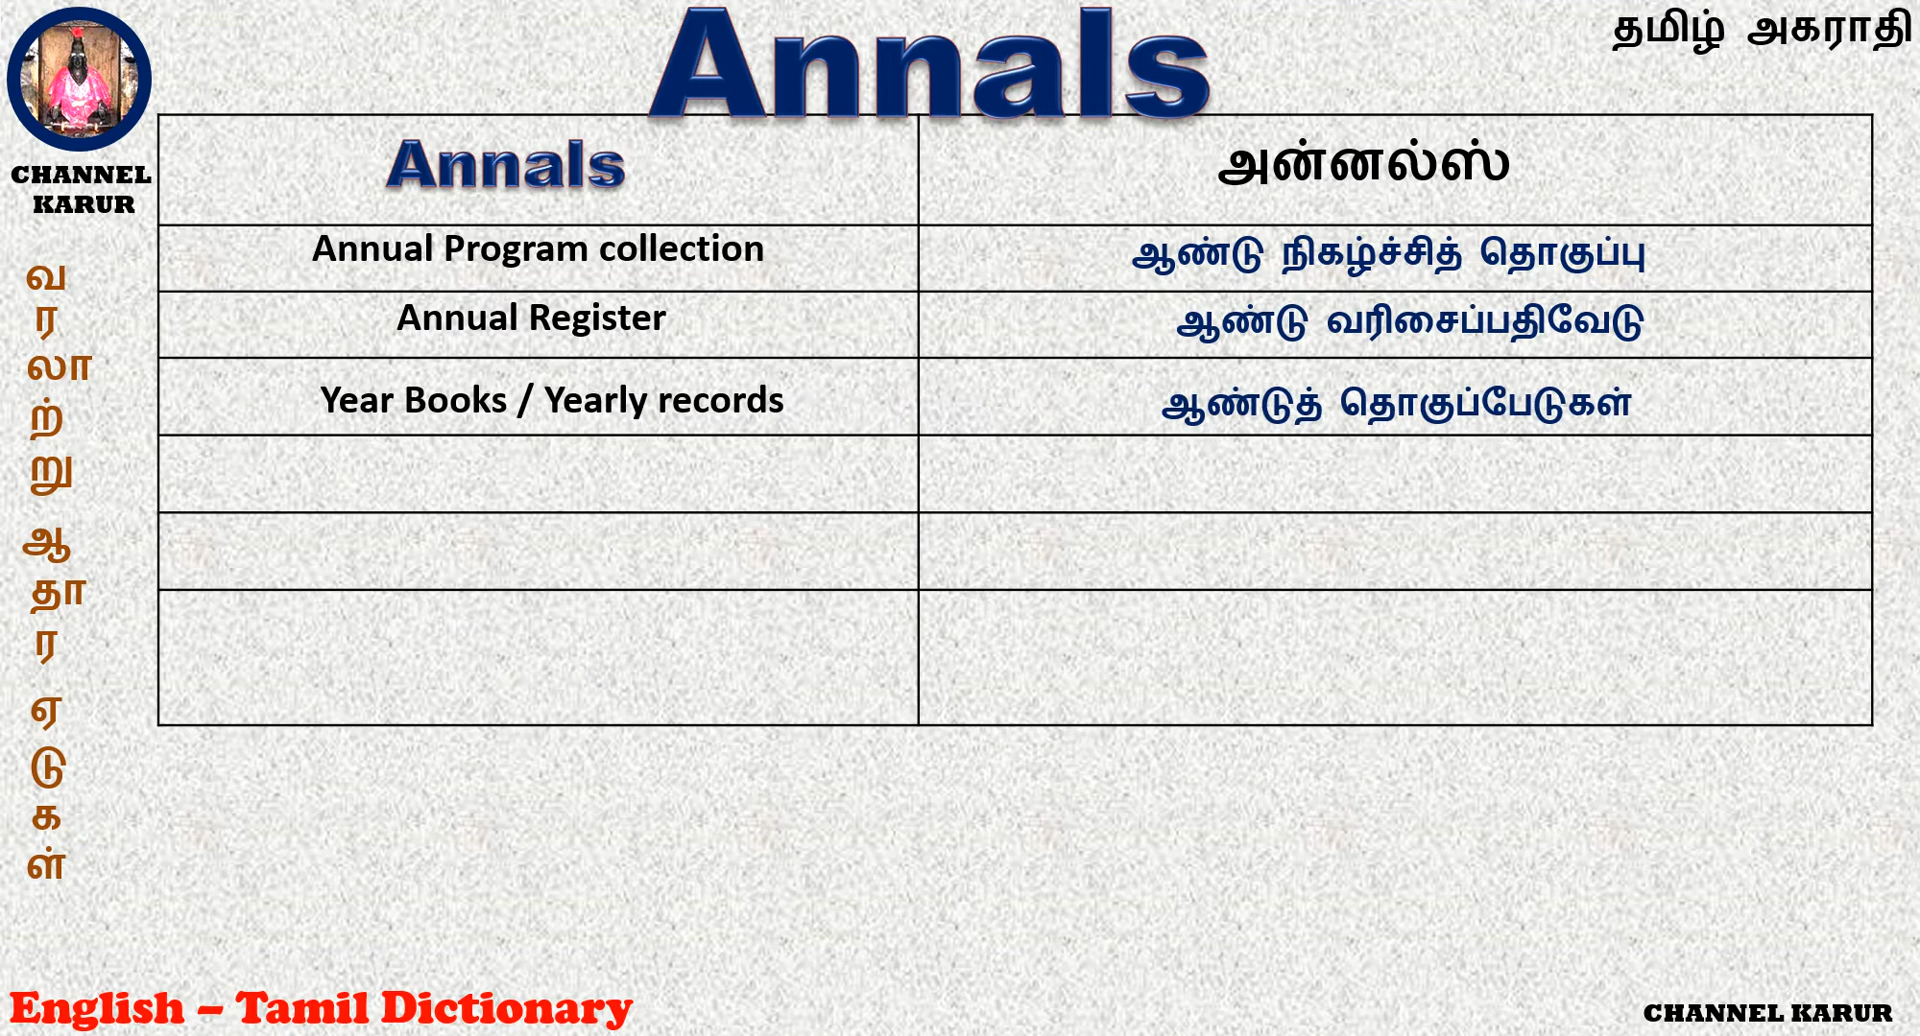 Annals
தமிழ் அகராதி
CHANNEL
KARUR
Annals
அன்னல்ஸ்
Annual Program collection
ஆண்டு நிகழ்ச்சித் தொகுப்பு
Annual Register
ஆண்டு வரிசைப்பதிவேடு
Year Books / Yearly records
ஆண்டுத் தொகுப்பேடுகள்
வ
ர
லா
ற்
று
ஆ
தா
ர
ஏ
டு
க
ள்
English – Tamil Dictionary
CHANNEL KARUR